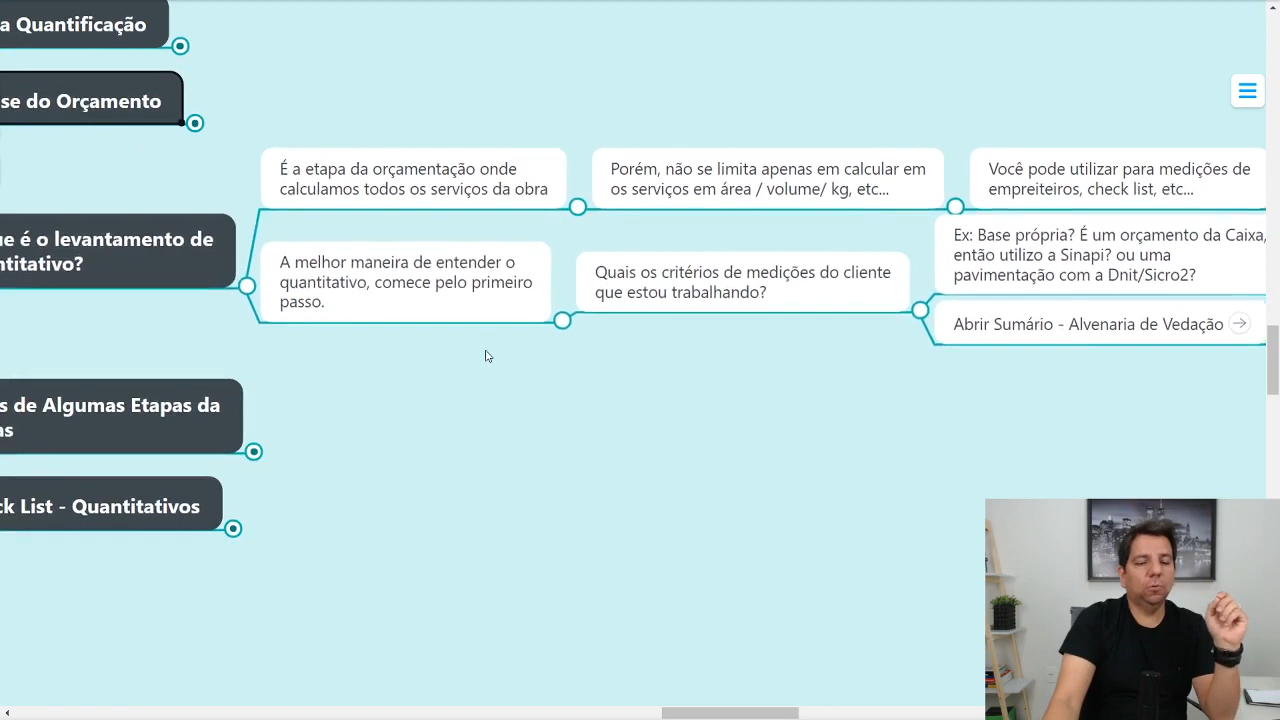 a Quantificação
se do Orçamento
É a etapa da orçamentação onde
calculamos todos os serviços da obra
Porém, não se limita apenas em calcular em
os serviços em área / volume/ kg, etc...
Você pode utilizar para medições de
empreiteiros, check list, etc...
ue é o levantamento de
ntitativo?
A melhor maneira de entender o
quantitativo, comece pelo primeiro
passo.
Quais os critérios de medições do cliente
que estou trabalhando?
Ex: Base própria? É um orçamento da Caixa,
então utilizo a Sinapi? ou uma
pavimentação com a Dnit/Sicro2?
Abrir Sumário - Alvenaria de Vedação
s de Algumas Etapas da
as
ck List - Quantitativos